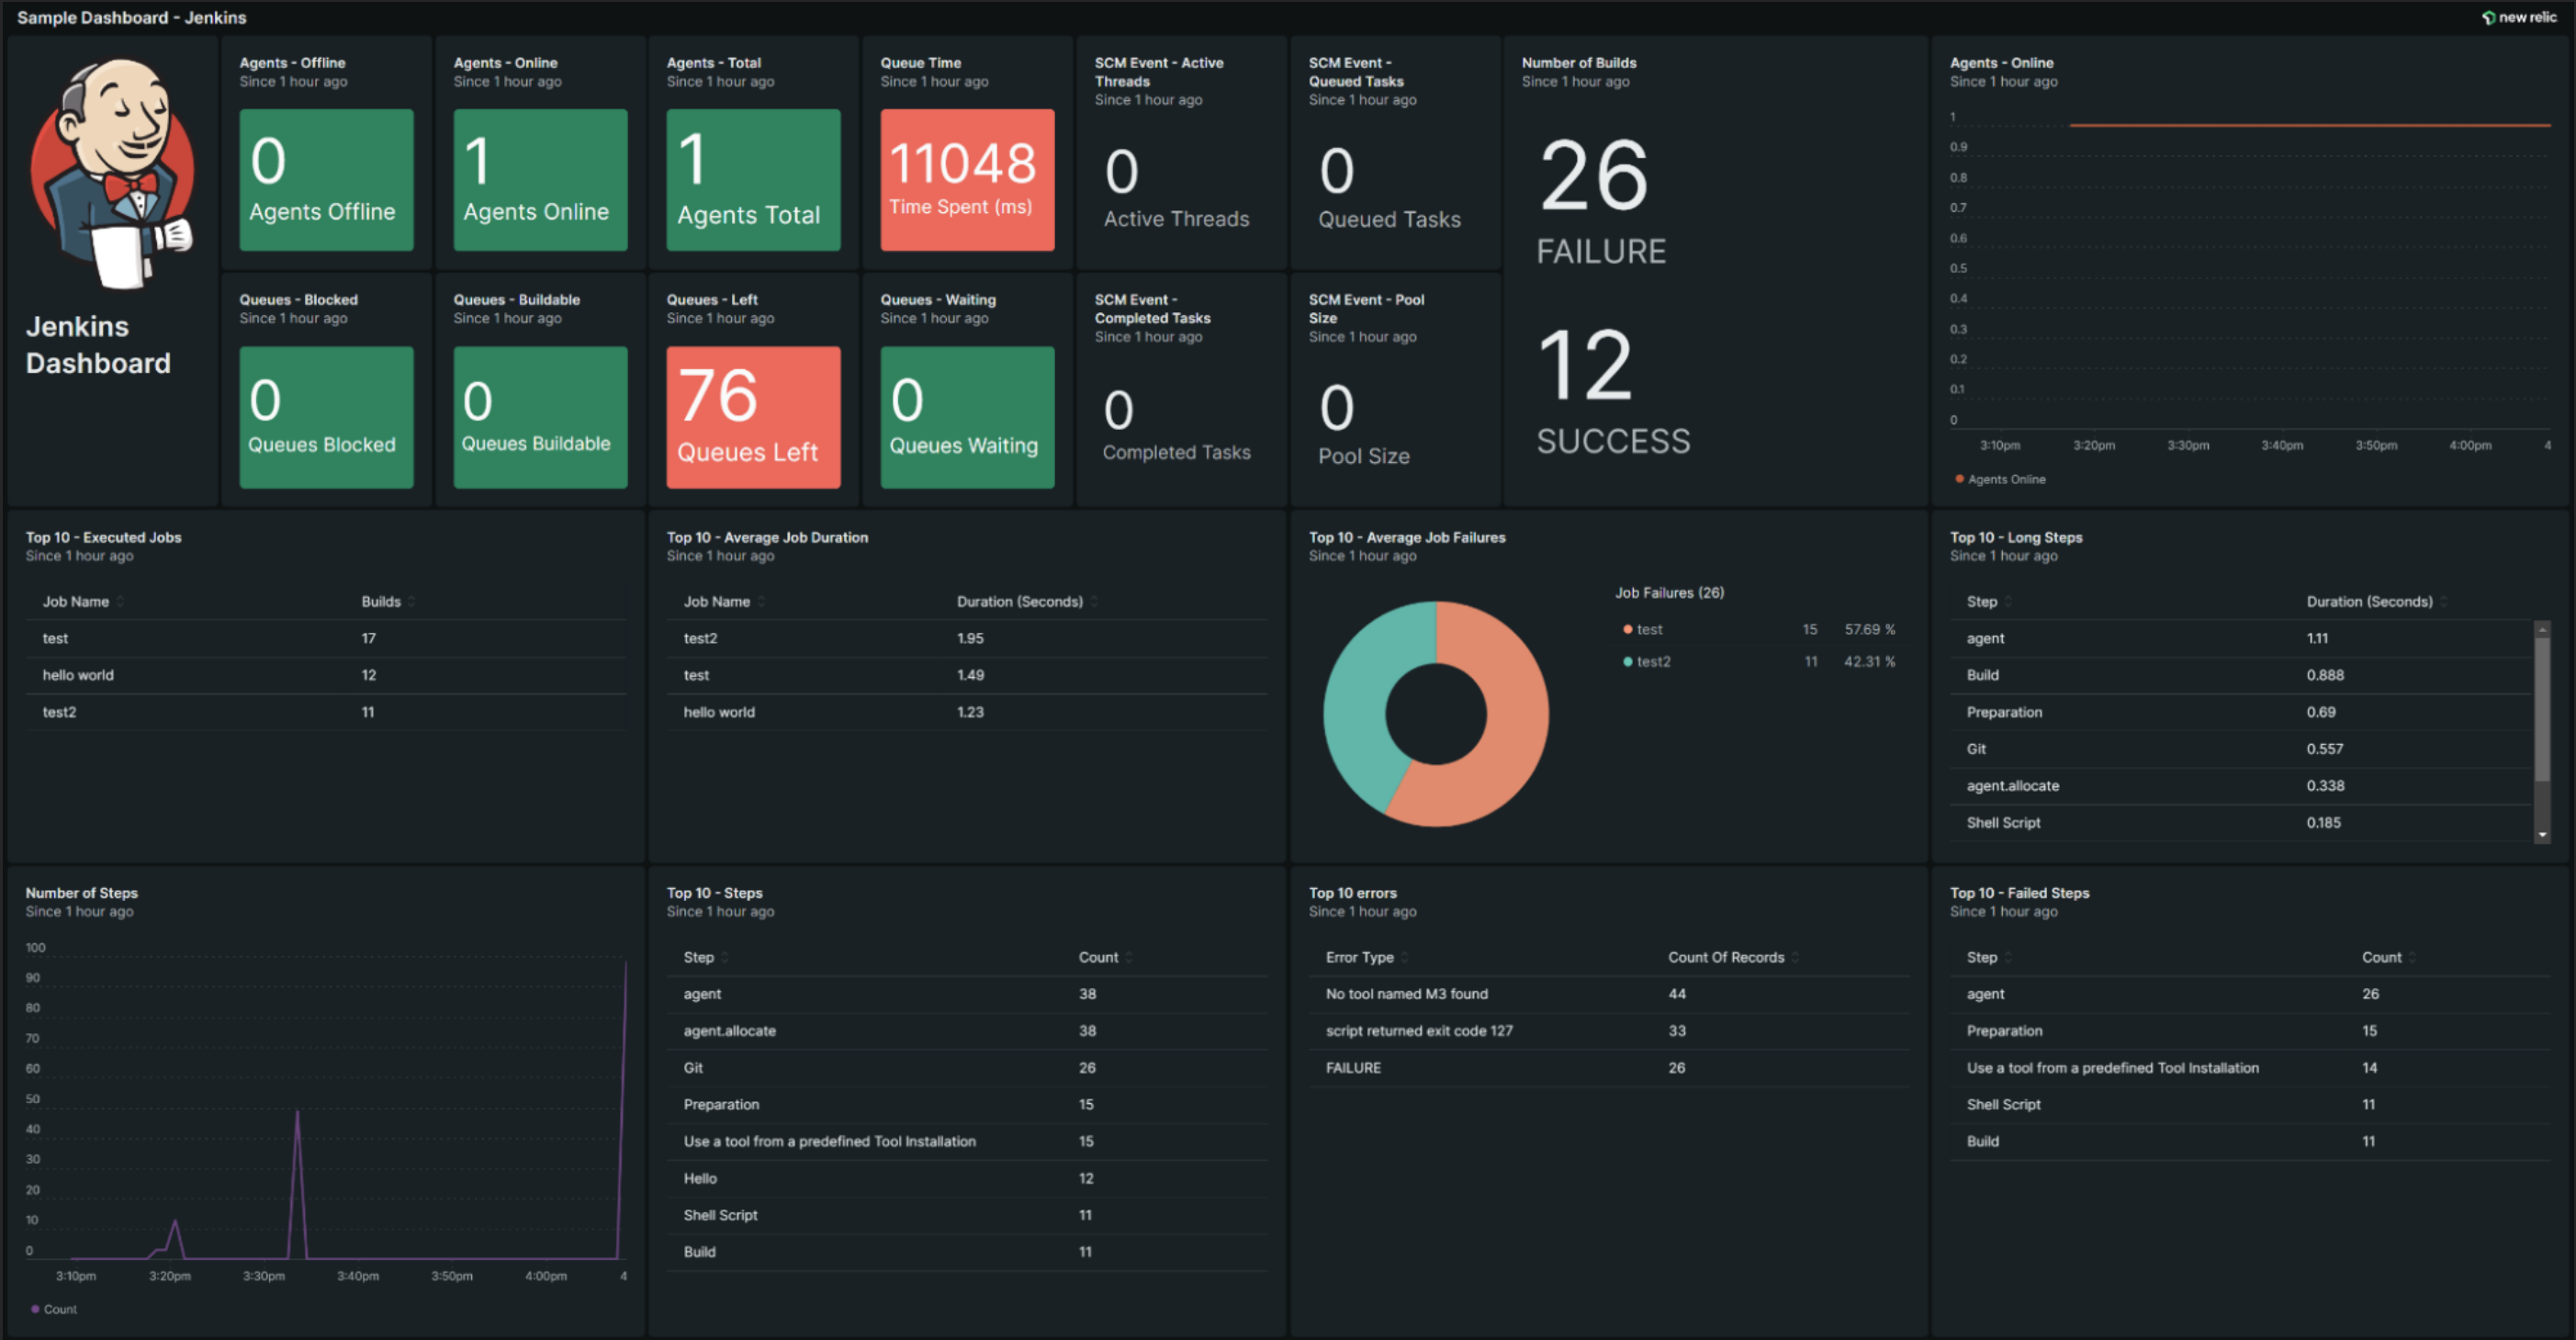 Sample Dashboard - Jenkins
new relic
Jenkins
Dashboard
Agents - Offline
Since 1 hour ago
0
Agents Offline
Agents - Online
Since 1 hour ago
1
Agents Online
Agents - Total
Since 1 hour ago
1
Agents Total
Queue Time
Since 1 hour ago
11048
Time Spent (ms)
SCM Event - Active
Threads
Since 1 hour ago
0
Active Threads
SCM Event -
Queued Tasks
Since 1 hour ago
0
Queued Tasks
Number of Builds
Since 1 hour ago
26
FAILURE
12
SUCCESS
Agents - Online
Since 1 hour ago
1
0.9
0.8
0.7
0.6
0.5
0.4
0.3
0.2
0.1
0
3:10pm 3:20pm 3:30pm 3:40pm 3:50pm 4:00pm 4
Agents Online
Queues - Blocked
Since 1 hour ago
0
Queues Blocked
Queues - Buildable
Since 1 hour ago
0
Queues Buildable
Queues - Left
Since 1 hour ago
76
Queues Left
Queues - Waiting
Since 1 hour ago
0
Queues Waiting
SCM Event -
Completed Tasks
Since 1 hour ago
0
Completed Tasks
SCM Event - Pool
Size
Since 1 hour ago
0
Pool Size
Top 10 - Executed Jobs
Since 1 hour ago
Job Name Builds
test 17
hello world 12
test2 11
Top 10 - Average Job Duration
Since 1 hour ago
Job Name Duration (Seconds)
test2 1.95
test 1.49
hello world 1.23
Top 10 - Average Job Failures
Since 1 hour ago
Job Failures (26)
test 15 57.69 %
test2 11 42.31 %
Top 10 - Long Steps
Since 1 hour ago
Step Duration (Seconds)
agent 1.11
Build 0.888
Preparation 0.69
Git 0.557
agent.allocate 0.338
Shell Script 0.185
Number of Steps
Since 1 hour ago
100
90
80
70
60
50
40
30
20
10
0
3:10pm 3:20pm 3:30pm 3:40pm 3:50pm 4:00pm 4
Count
Top 10 - Steps
Since 1 hour ago
Step Count
agent 38
agent.allocate 38
Git 26
Preparation 15
Use a tool from a predefined Tool Installation 15
Hello 12
Shell Script 11
Build 11
Top 10 errors
Since 1 hour ago
Error Type Count Of Records
No tool named M3 found 44
script returned exit code 127 33
FAILURE 26
Top 10 - Failed Steps
Since 1 hour ago
Step Count
agent 26
Preparation 15
Use a tool from a predefined Tool Installation 14
Shell Script 11
Build 11